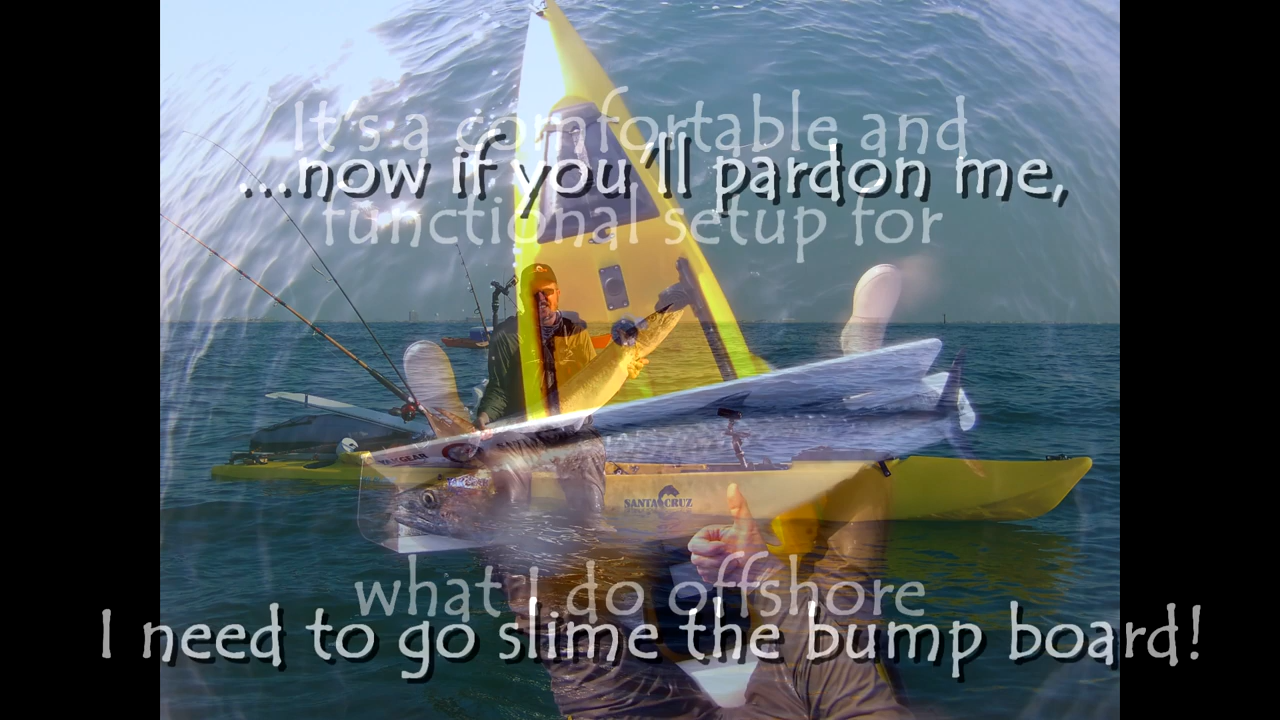 It's a comfortable and
...now if you'll pardon me,
functional setup for
SANTA CRUZ
what I do offshore
I need to go slime the bump board!